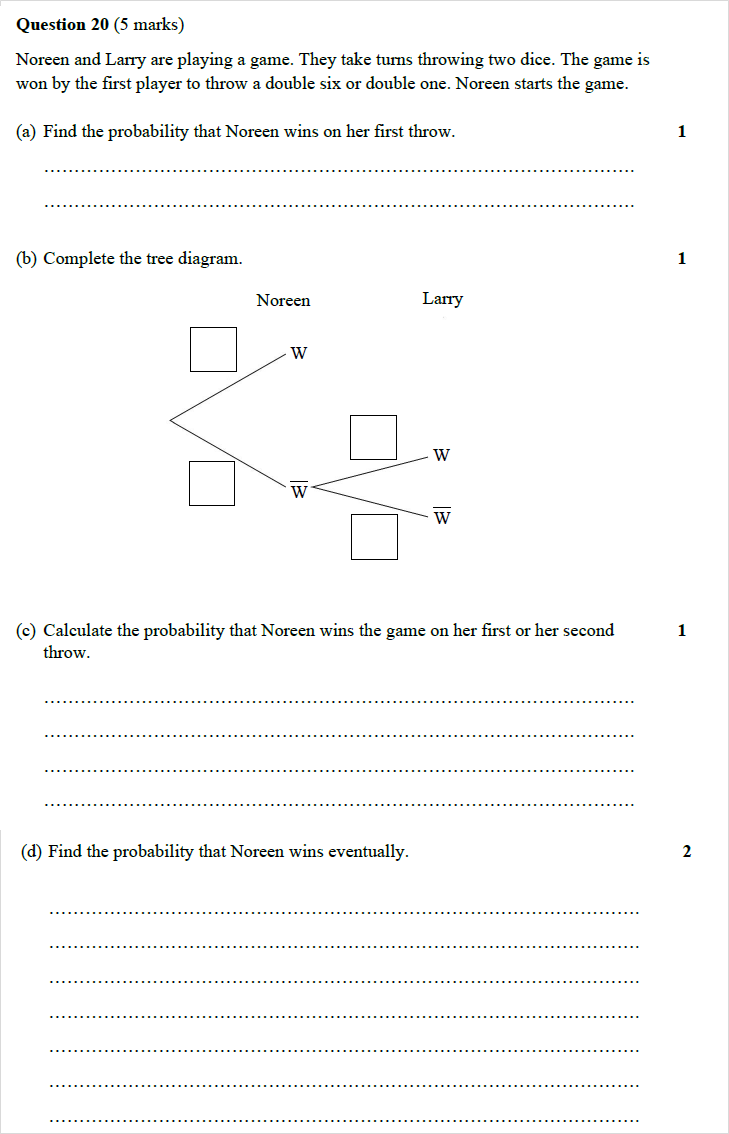 Question 20 (5 marks)
Noreen and Larry are playing a game. They take turns throwing two dice. The game is
won by the first player to throw a double six or double one. Noreen starts the game.
(a) Find the probability that Noreen wins on her first throw. 1
(b) Complete the tree diagram. 1
Noreen Larry
W
W
W̅
W̅
(c) Calculate the probability that Noreen wins the game on her first or her second 1
throw.
(d) Find the probability that Noreen wins eventually. 2